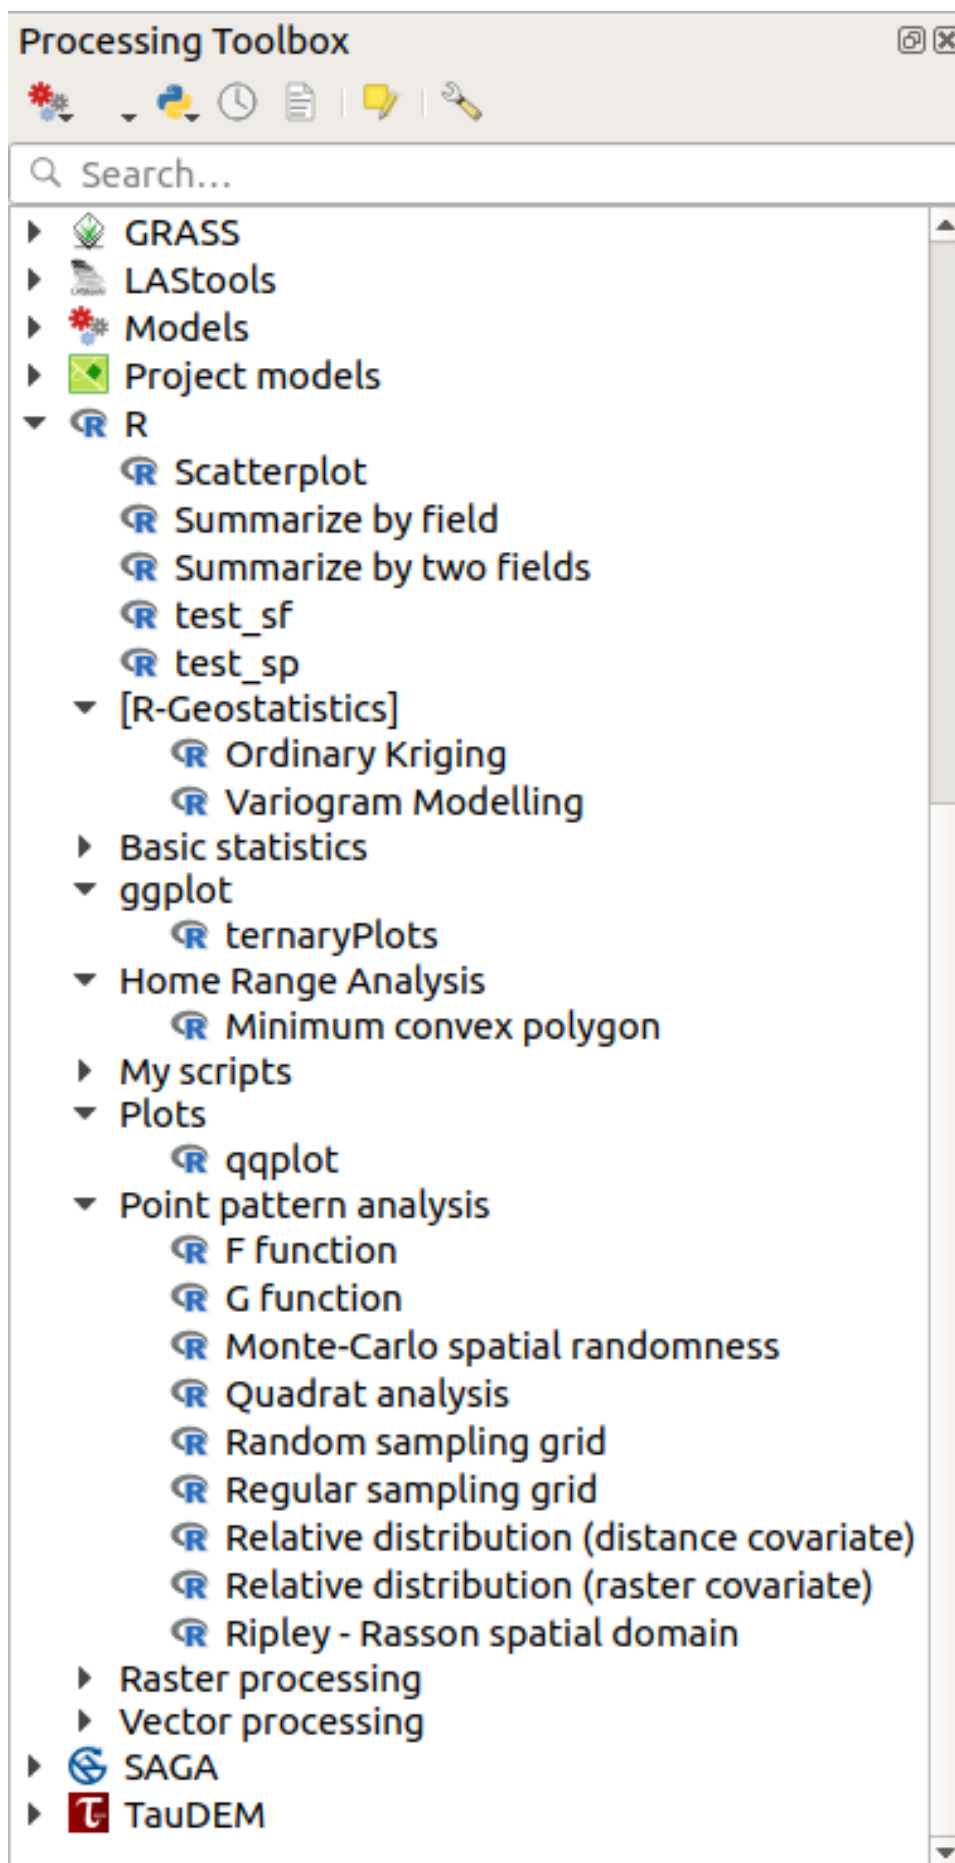 Processing Toolbox
Search...
GRASS
LAStools
Models
Project models
R
Scatterplot
Summarize by field
Summarize by two fields
test_sf
test_sp
[R-Geostatistics]
Ordinary Kriging
Variogram Modelling
Basic statistics
ggplot
ternaryPlots
Home Range Analysis
Minimum convex polygon
My scripts
Plots
qqplot
Point pattern analysis
F function
G function
Monte-Carlo spatial randomness
Quadrat analysis
Random sampling grid
Regular sampling grid
Relative distribution (distance covariate)
Relative distribution (raster covariate)
Ripley - Rasson spatial domain
Raster processing
Vector processing
SAGA
TauDEM